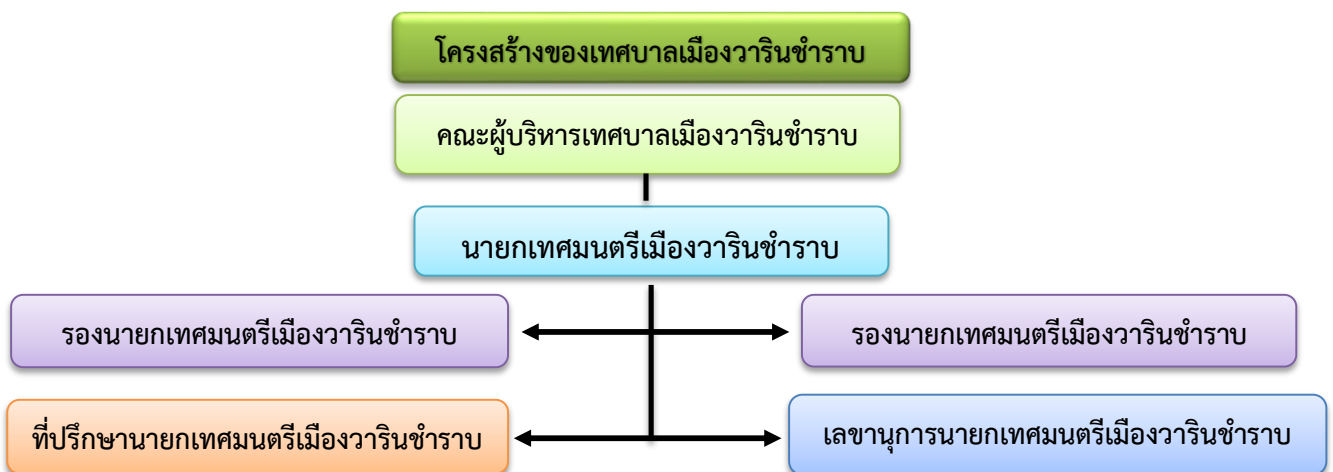 โครงสร้างของเทศบาลเมืองวารินชำราบ
คณะผู้บริหารเทศบาลเมืองวารินชำราบ
นายกเทศมนตรีเมืองวารินชำราบ
รองนายกเทศมนตรีเมืองวารินชำราบ
รองนายกเทศมนตรีเมืองวารินชำราบ
ที่ปรึกษานายกเทศมนตรีเมืองวารินชำราบ
เลขานุการนายกเทศมนตรีเมืองวารินชำราบ